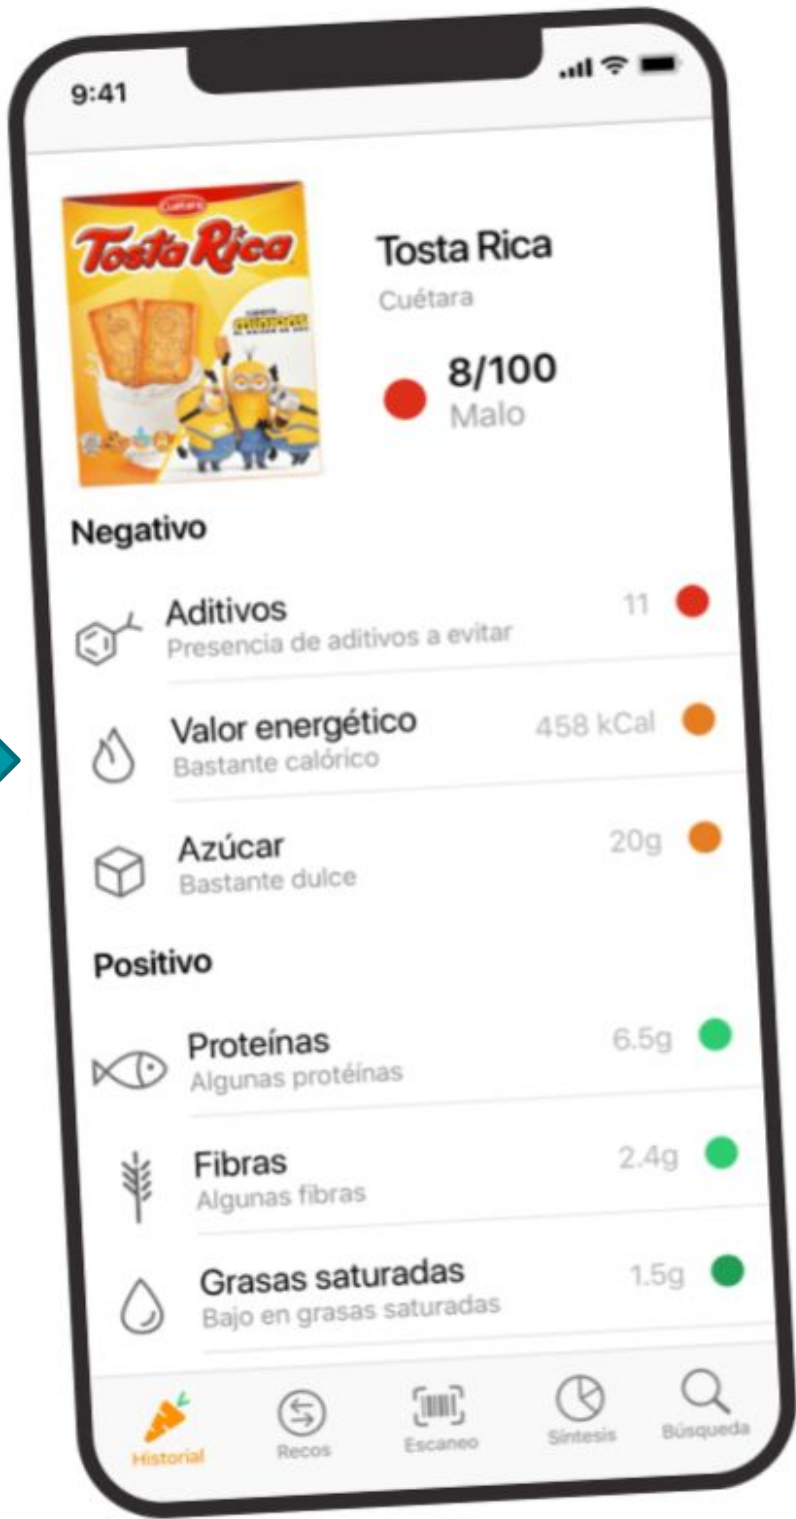 9:41
Cuétara
Tosta Rica
MINIONS
Tosta Rica
Cuétara
8/100
Malo
Negativo
Aditivos
11
Presencia de aditivos a evitar
Valor energético
458 kCal
Bastante calórico
Azúcar
20g
Bastante dulce
Positivo
Proteínas
6.5g
Algunas protéínas
Fibras
2.4g
Algunas fibras
Grasas saturadas
1.5g
Bajo en grasas saturadas
Historial
Recos
Escaneo
Síntesis
Búsqueda